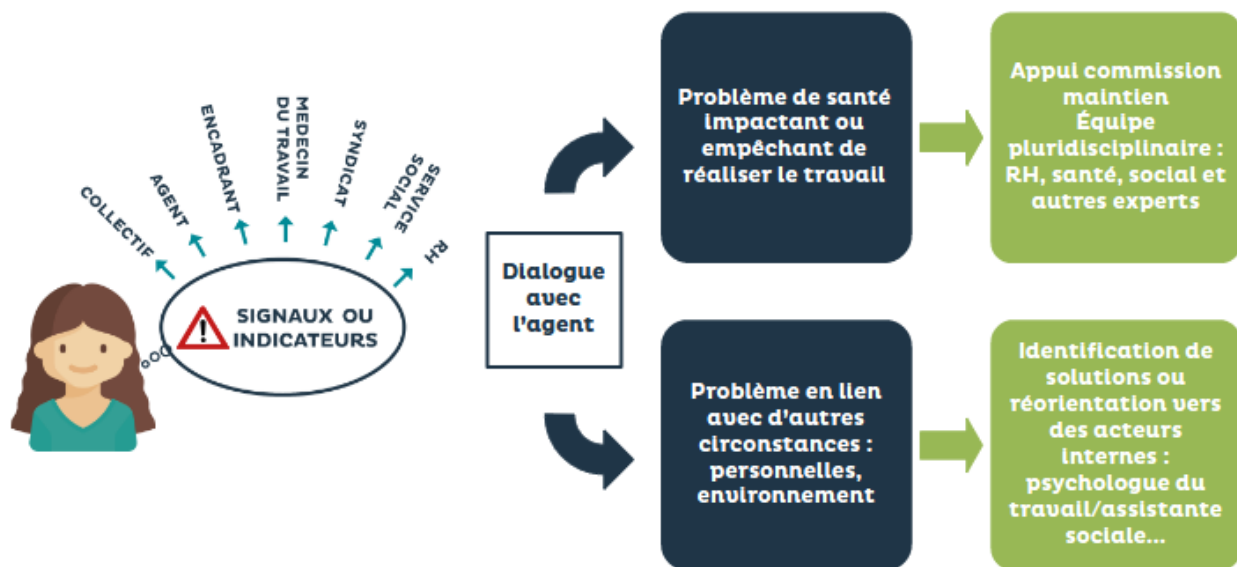 COLLECTIF
AGENT
ENCADRANT
MEDECIN
DU TRAVAIL
SYNDICAT
SERVICE
SOCIAL
RH
SIGNAUX OU
INDICATEURS
Dialogue
avec
l'agent
Problème de santé
impactant ou
empêchant de
réaliser le travail
Appui commission
maintien
Équipe
pluridisciplinaire :
RH, santé, social et
autres experts
Problème en lien
avec d'autres
circonstances :
personnelles,
environnement
Identification de
solutions ou
réorientation vers
des acteurs
internes :
psychologue du
travail/assistante
sociale...